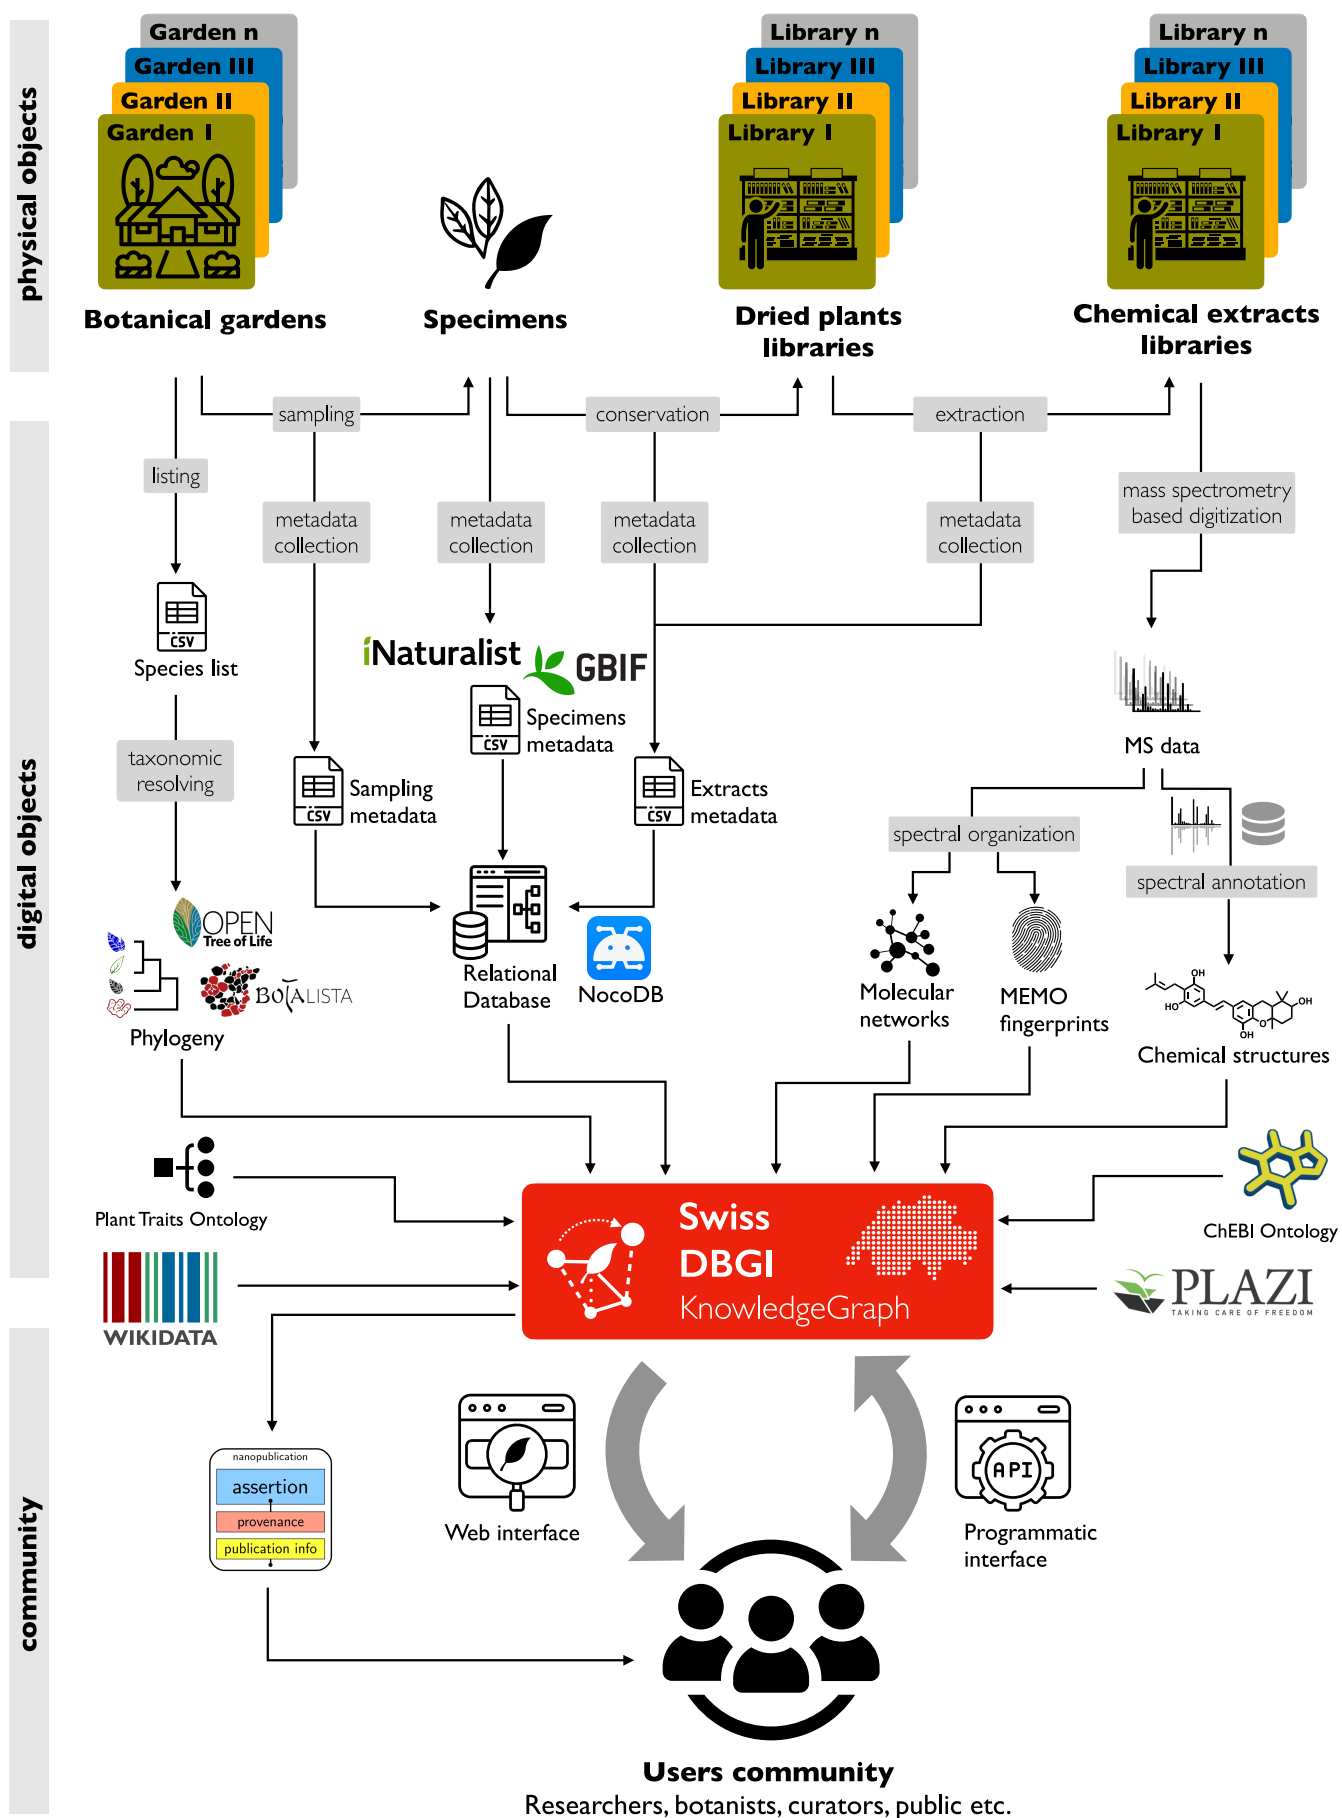 physical objects
digital objects
community
Garden n
Garden III
Garden II
Garden I
Botanical gardens
Specimens
Library n
Library III
Library II
Library I
Dried plants
libraries
Library n
Library III
Library II
Library I
Chemical extracts
libraries
sampling
conservation
extraction
listing
metadata
collection
metadata
collection
metadata
collection
metadata
collection
mass spectrometry
based digitization
CSV
Species list
iNaturalist
GBIF
CSV
Specimens
metadata
MS data
taxonomic
resolving
CSV
Sampling
metadata
CSV
Extracts
metadata
spectral organization
spectral annotation
OPEN
Tree of Life
BOTALISTA
Phylogeny
Relational
Database
NocoDB
Molecular
networks
MEMO
fingerprints
OH
HO
OH
O
OH
Chemical structures
Plant Traits Ontology
WIKIDATA
Swiss
DBGI
KnowledgeGraph
ChEBI Ontology
PLAZI
TAKING CARE OF FREEDOM
nanopublication
assertion
provenance
publication info
Web interface
API
Programmatic
interface
Users community
Researchers, botanists, curators, public etc.